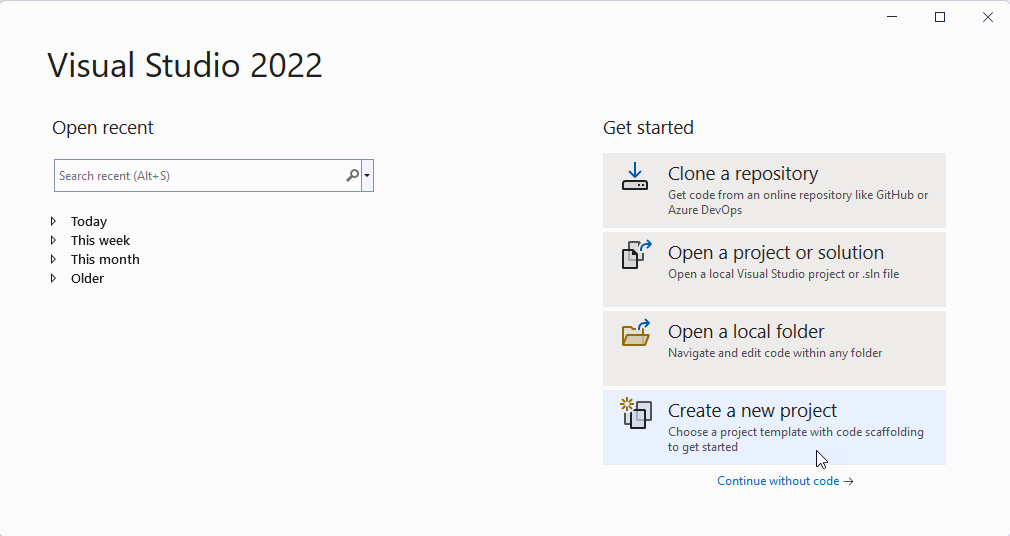 Visual Studio 2022
Open recent
Search recent (Alt+S)
Today
This week
This month
Older
Get started
Clone a repository
Get code from an online repository like GitHub or
Azure DevOps
Open a project or solution
Open a local Visual Studio project or .sln file
Open a local folder
Navigate and edit code within any folder
Create a new project
Choose a project template with code scaffolding
to get started
Continue without code →